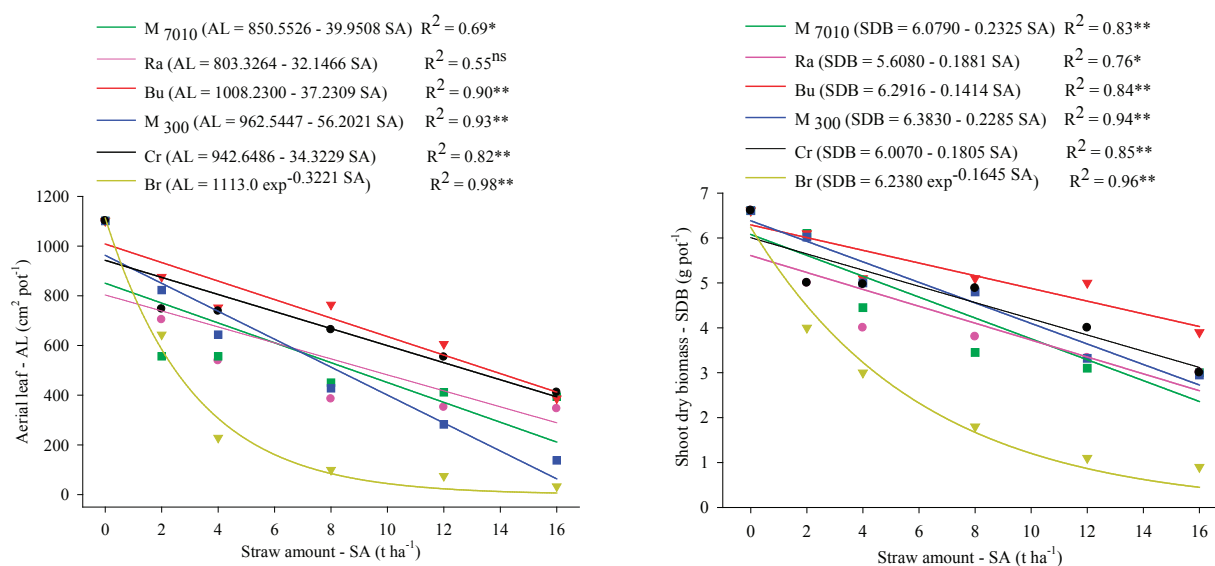 M 7010 (AL = 850.5526 - 39.9508 SA) R2 = 0.69*
Ra (AL = 803.3264 - 32.1466 SA) R2 = 0.55ns
Bu (AL = 1008.2300 - 37.2309 SA) R2 = 0.90**
M 300 (AL = 962.5447 - 56.2021 SA) R2 = 0.93**
Cr (AL = 942.6486 - 34.3229 SA) R2 = 0.82**
Br (AL = 1113.0 exp-0.3221 SA) R2 = 0.98**
Aerial leaf - AL (cm2 pot-1)
1200
1000
800
600
400
200
0
0 2 4 8 12 16
Straw amount - SA (t ha-1)
M 7010 (SDB = 6.0790 - 0.2325 SA) R2 = 0.83**
Ra (SDB = 5.6080 - 0.1881 SA) R2 = 0.76*
Bu (SDB = 6.2916 - 0.1414 SA) R2 = 0.84**
M 300 (SDB = 6.3830 - 0.2285 SA) R2 = 0.94**
Cr (SDB = 6.0070 - 0.1805 SA) R2 = 0.85**
Br (SDB = 6.2380 exp-0.1645 SA) R2 = 0.96**
Shoot dry biomass - SDB (g pot-1)
7
6
5
4
3
2
1
0
0 2 4 8 12 16
Straw amount - SA (t ha-1)